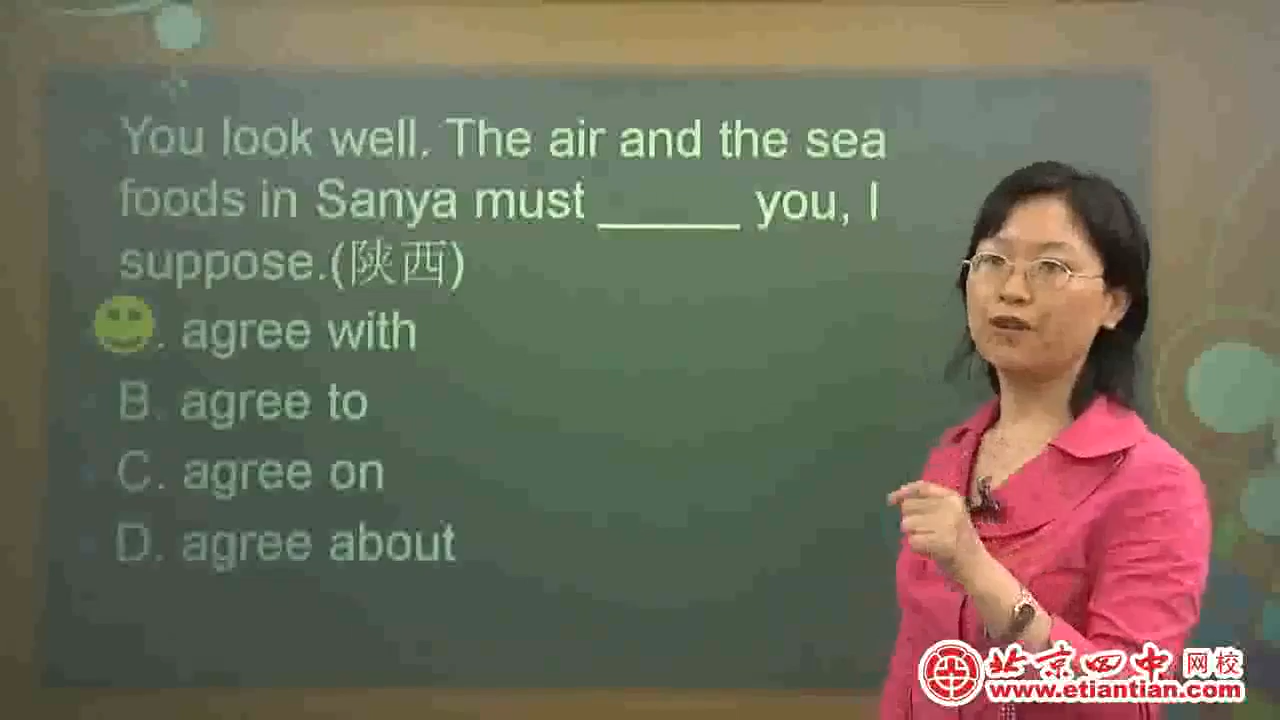 You look well. The air and the sea
foods in Sanya must _____ you, I
suppose.(陕西)
. agree with
B. agree to
C. agree on
D. agree about
北京四中网校
www.etiantian.com